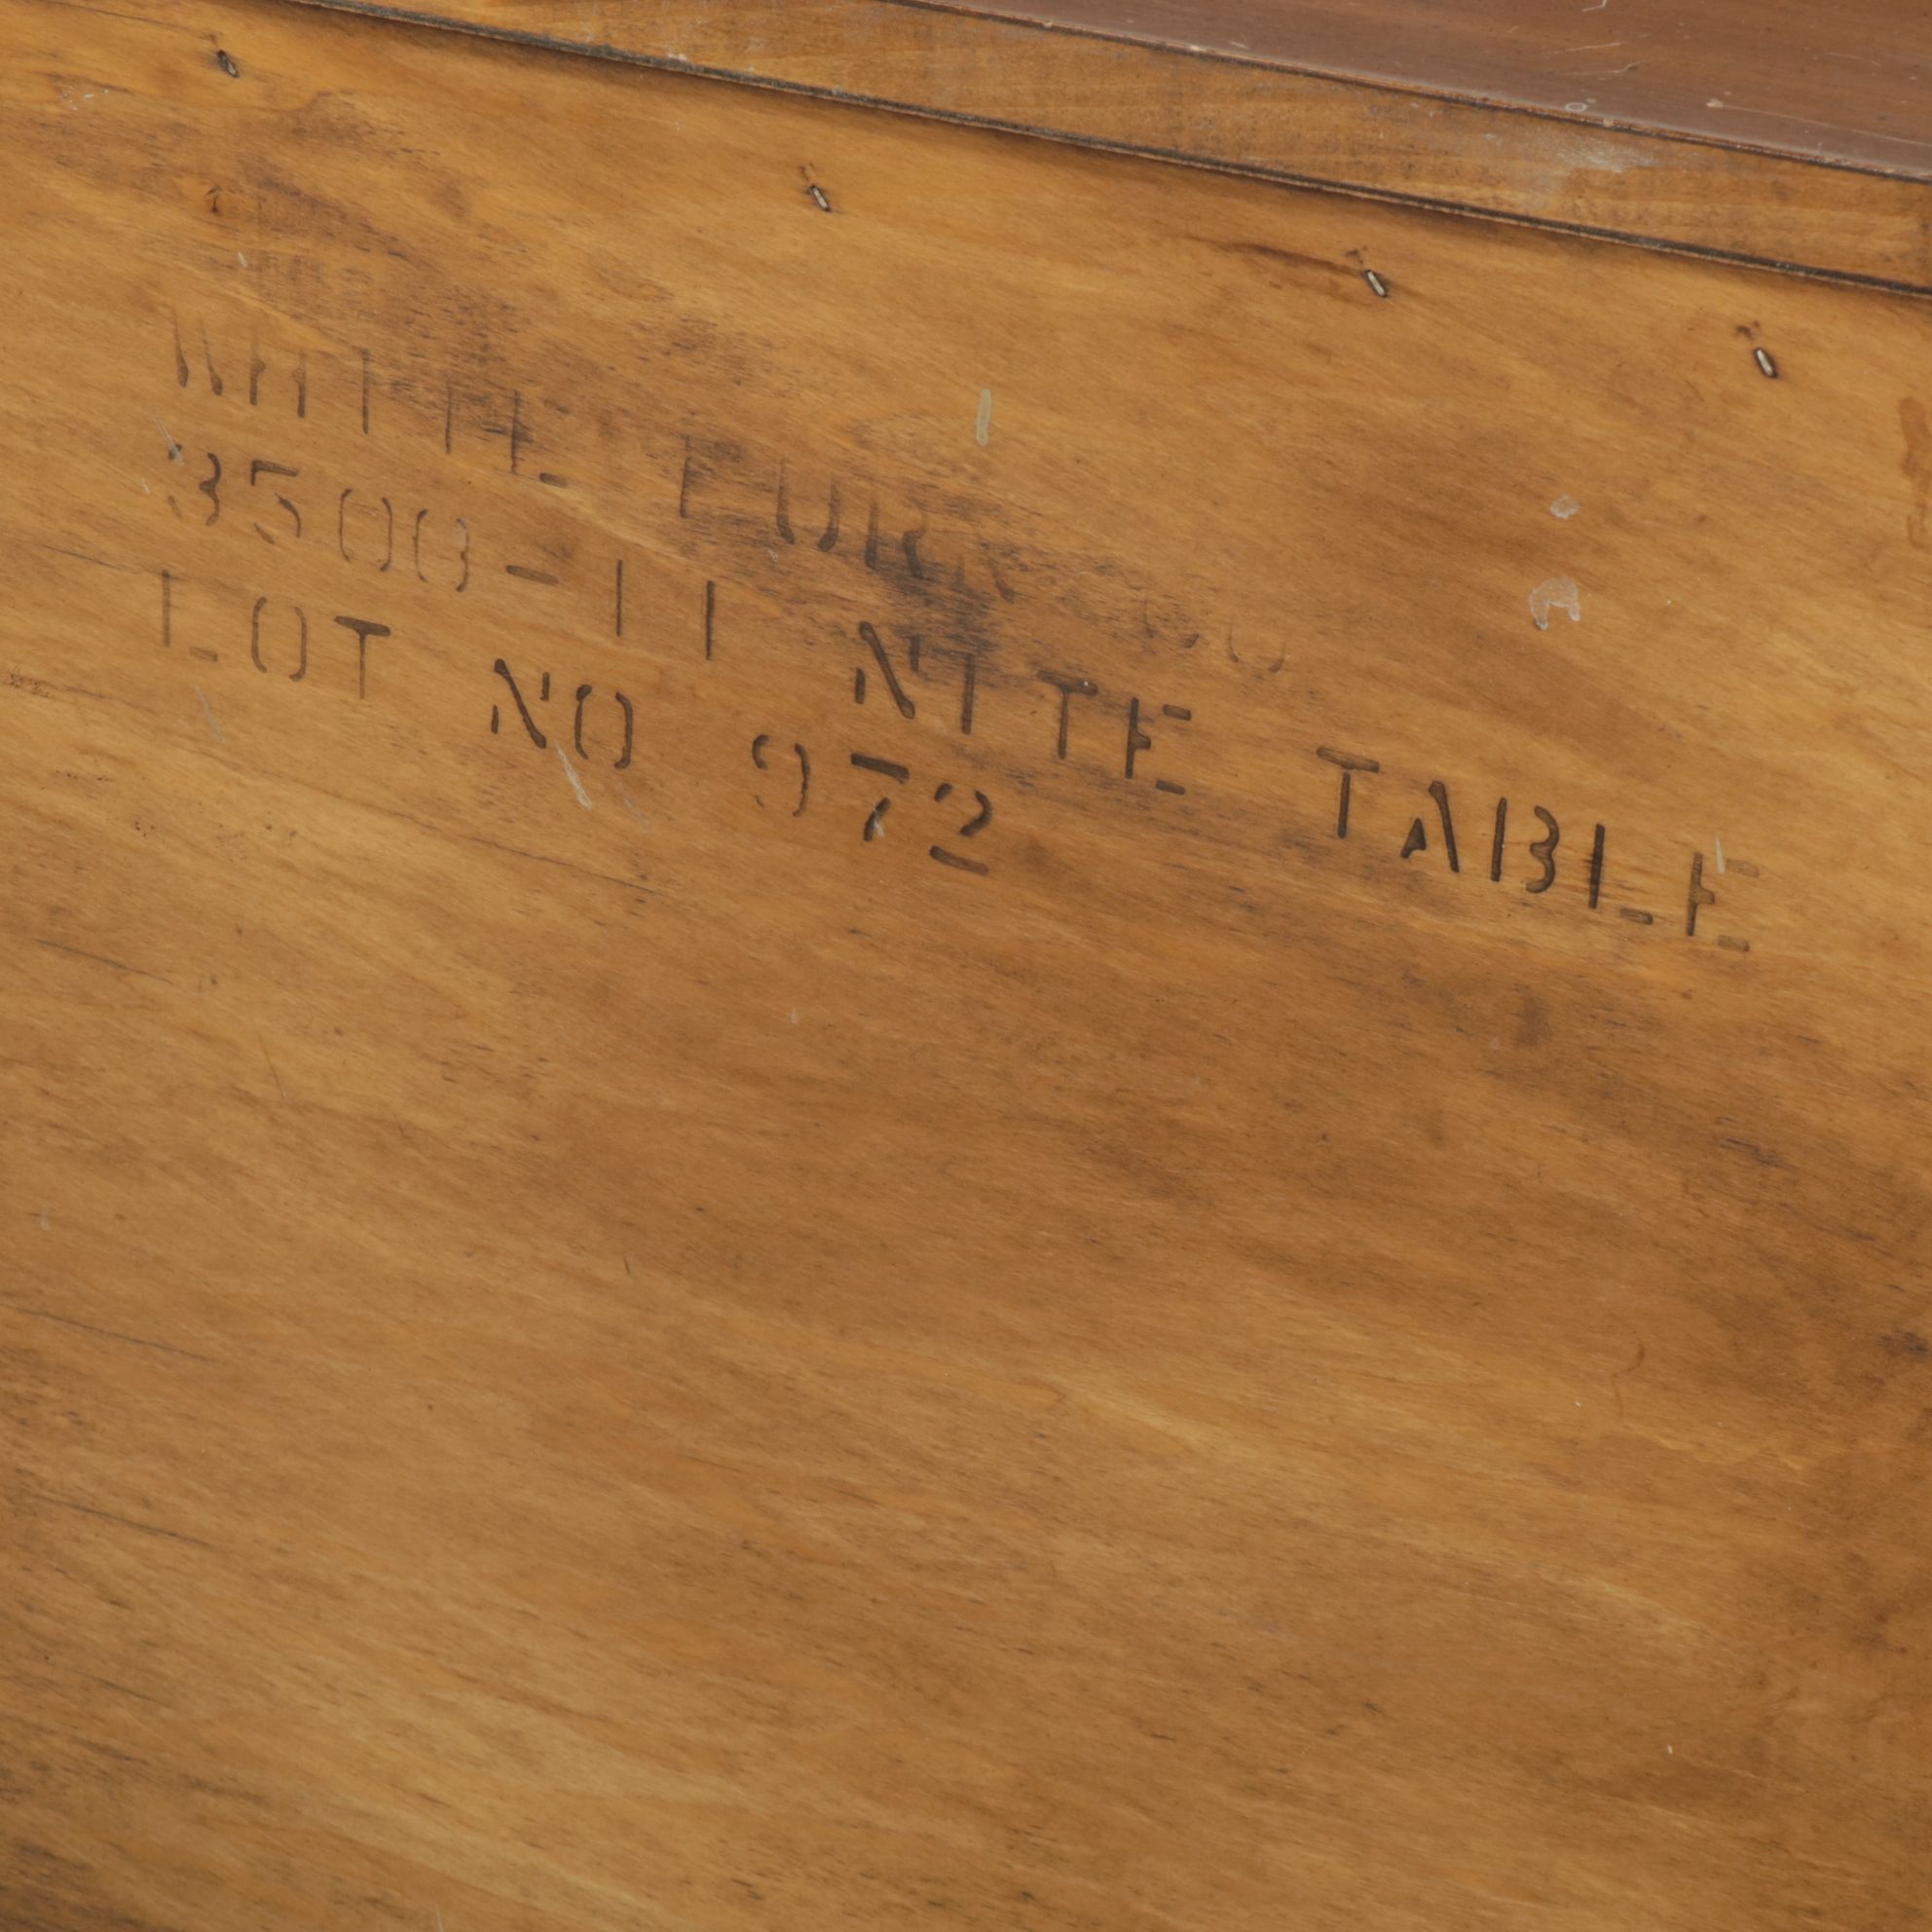 WHITE FURN CO
3500-11 NITE TABLE
LOT NO 972